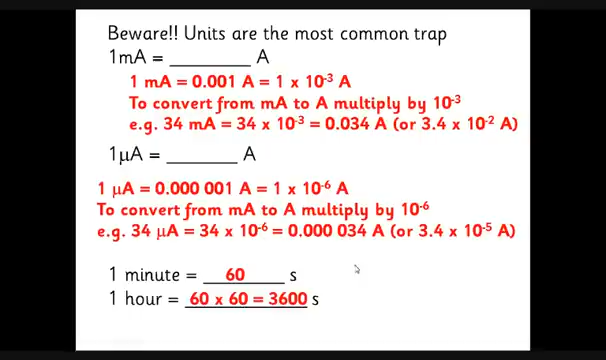 Beware!! Units are the most common trap
1mA = ________ A
1 mA = 0.001 A = 1 x 10⁻³ A
To convert from mA to A multiply by 10⁻³
e.g. 34 mA = 34 x 10⁻³ = 0.034 A (or 3.4 x 10⁻² A)
1µA = ________ A
1 µA = 0.000 001 A = 1 x 10⁻⁶ A
To convert from mA to A multiply by 10⁻⁶
e.g. 34 µA = 34 x 10⁻⁶ = 0.000 034 A (or 3.4 x 10⁻⁵ A)
1 minute = __60__ s
1 hour = 60 x 60 = 3600 s